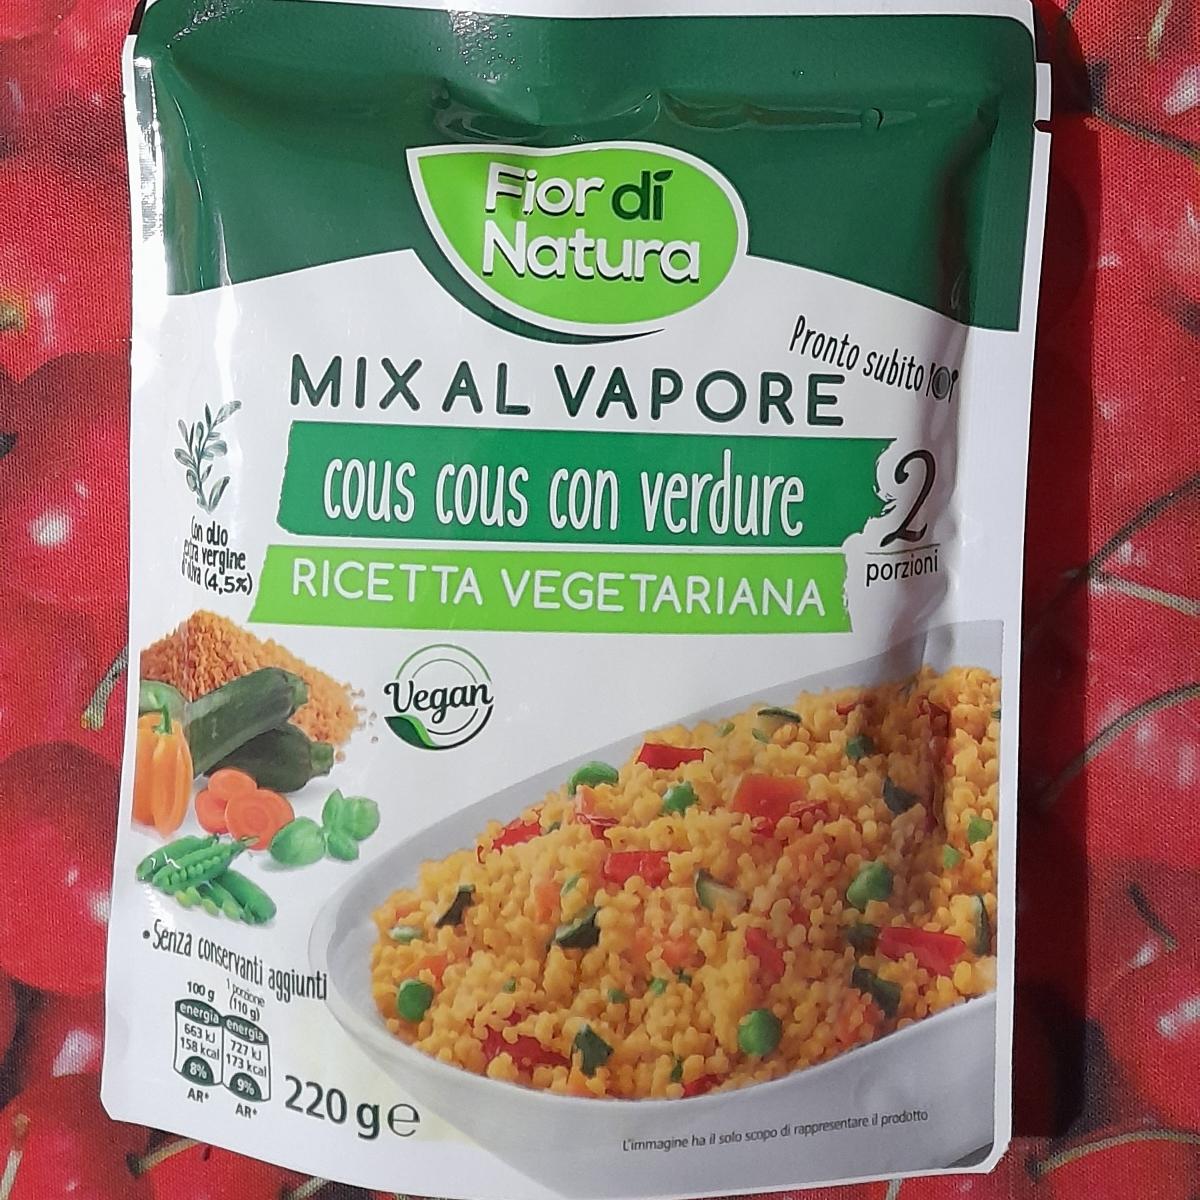 Fior di
Natura
Pronto subito
MIX AL VAPORE
cous cous con verdure
2
porzioni
RICETTA VEGETARIANA
Con olio
extra vergine
d'oliva (4,5%)
Vegan
• Senza conservanti aggiunti
100 g
1 porzione
(110 g)
energia
663 kJ
158 kcal
8%
AR*
energia
727 kJ
173 kcal
9%
AR*
220 g e
L'immagine ha il solo scopo di rappresentare il prodotto